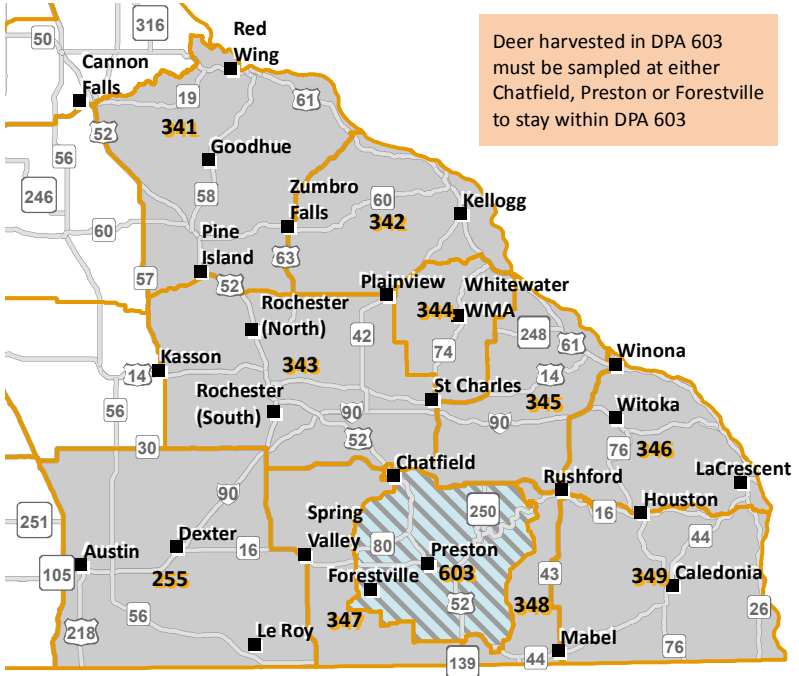 316
Red
Wing
50
Cannon
Falls
Deer harvested in DPA 603
must be sampled at either
Chatfield, Preston or Forestville
to stay within DPA 603
19
61
52
341
56
Goodhue
246
58
Zumbro
Falls
60
342
Kellogg
60
Pine
Island
63
57
52
Plainview
Whitewater
WMA
344
Rochester
(North)
42
248
61
343
74
Winona
Kasson
14
14
St Charles
345
Rochester
(South)
90
90
Witoka
56
52
76
346
30
Chatfield
LaCrescent
90
Rushford
Houston
250
16
251
Spring
Valley
Dexter
80
Preston
44
Austin
16
105
255
Forestville
603
43
349
Caledonia
52
348
56
347
26
218
Le Roy
Mabel
139
44
76